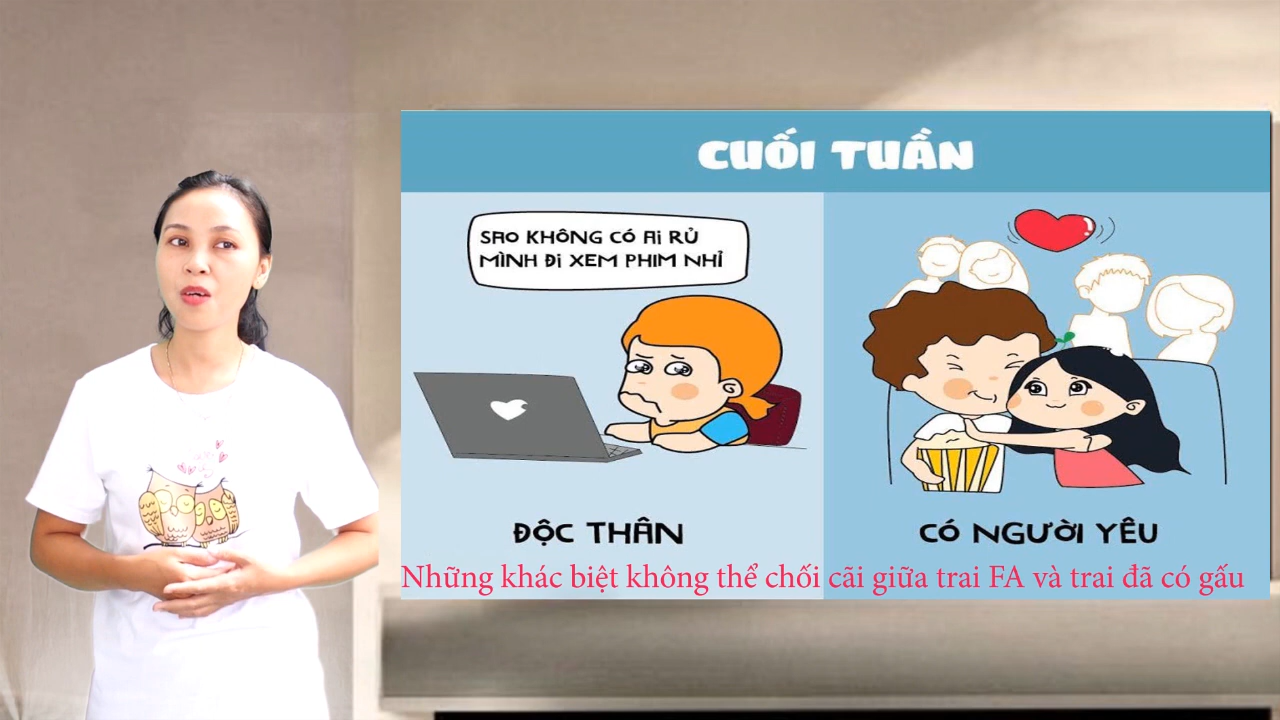 CUỐI TUẦN
SAO KHÔNG CÓ AI RỦ
MÌNH ĐI XEM PHIM NHỈ
ĐỘC THÂN
CÓ NGƯỜI YÊU
Những khác biệt không thể chối cãi giữa trai FA và trai đã có gấu